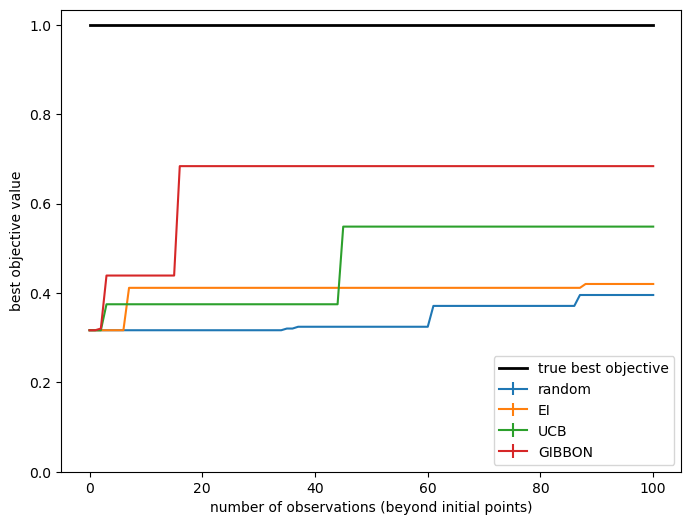 1.0
0.8
0.6
0.4
0.2
0.0
best objective value
0 20 40 60 80 100
number of observations (beyond initial points)
true best objective
random
EI
UCB
GIBBON